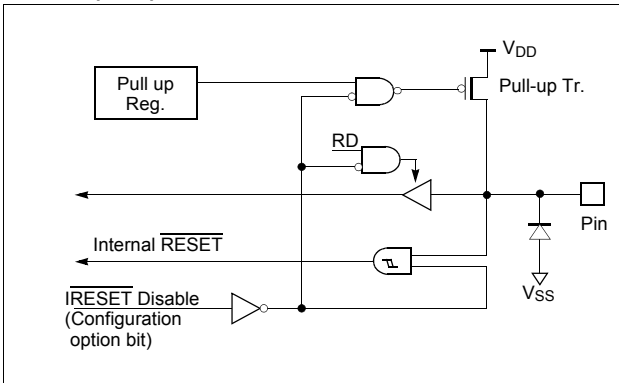 VDD
Pull up
Reg.
Pull-up Tr.
RD
Pin
Internal RESET
VSS
IRESET Disable
(Configuration
option bit)